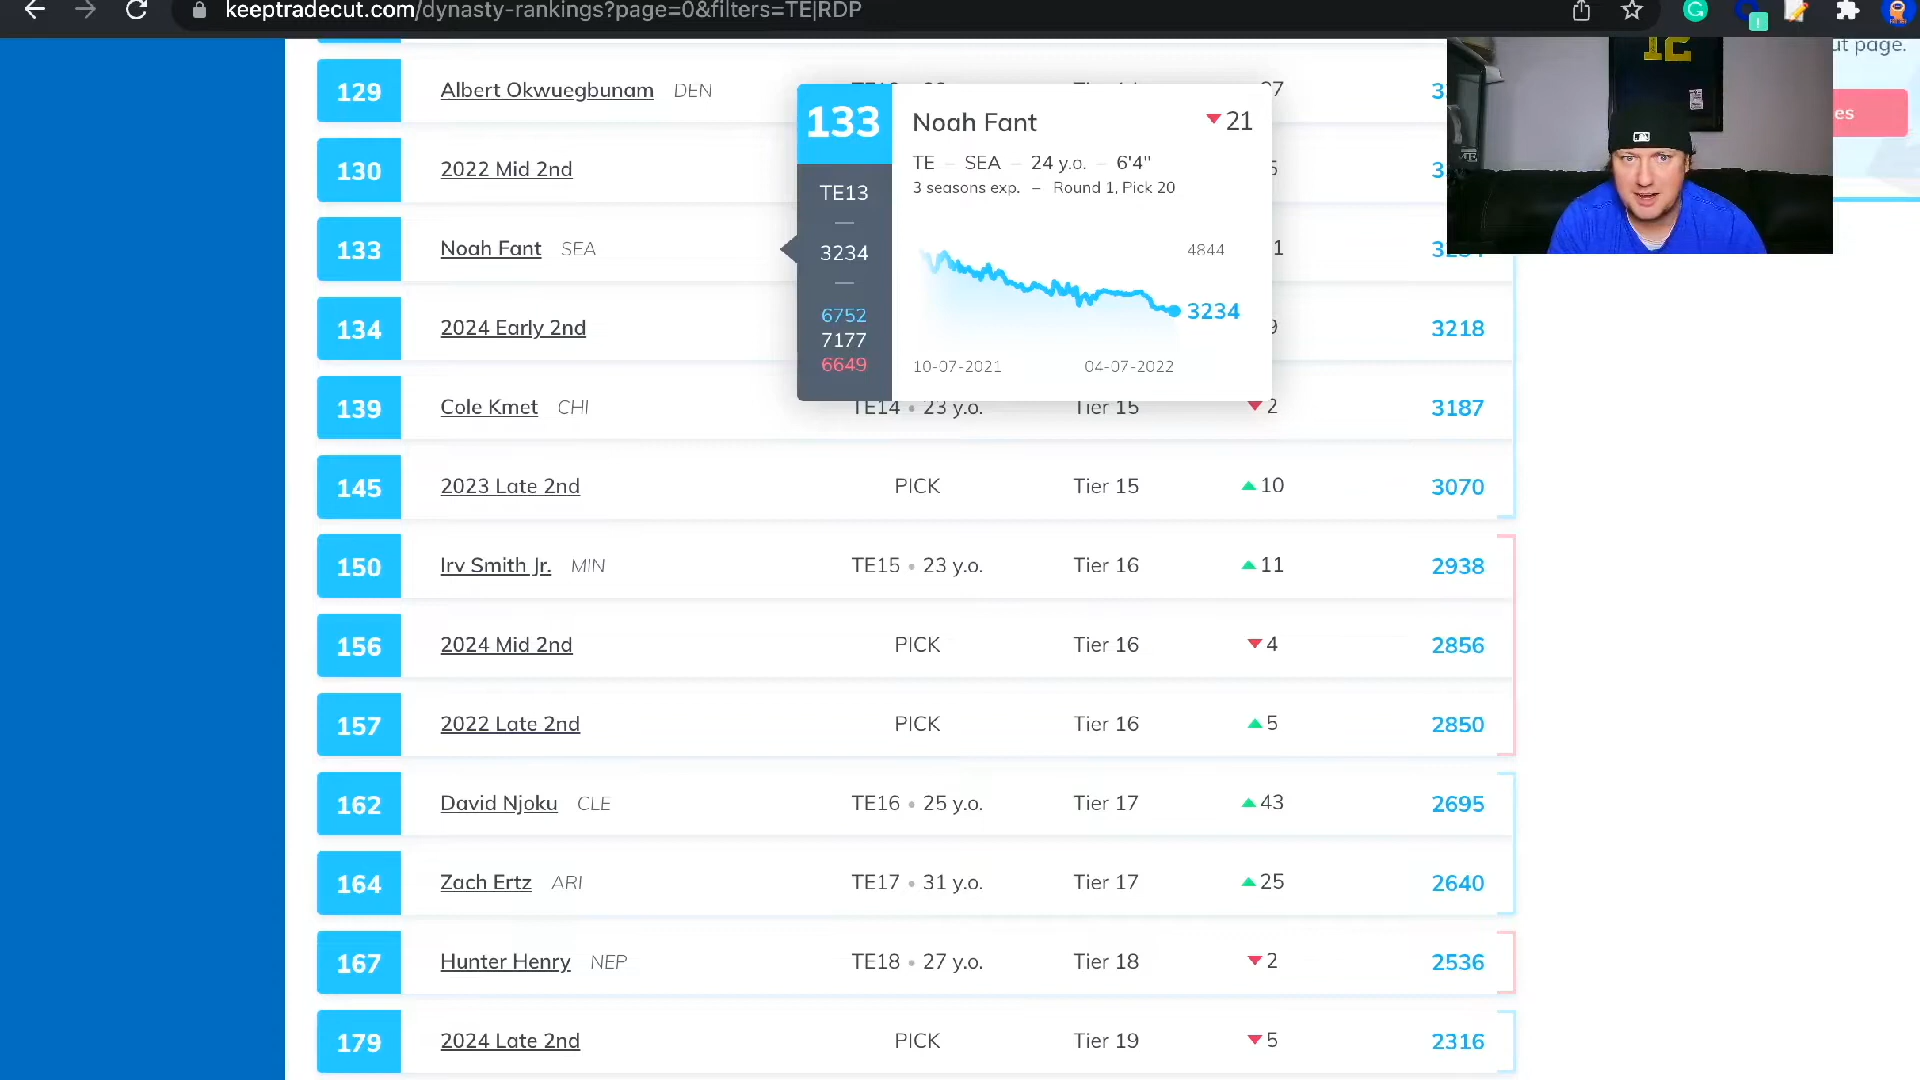 keeptradecut.com/dynasty-rankings?page=0&filters=TE|RDP
129 Albert Okwuegbunam DEN
130 2022 Mid 2nd
133 Noah Fant SEA
134 2024 Early 2nd 3218
139 Cole Kmet CHI TE14 • 23 y.o. Tier 15 2 3187
145 2023 Late 2nd PICK Tier 15 10 3070
150 Irv Smith Jr. MIN TE15 • 23 y.o. Tier 16 11 2938
156 2024 Mid 2nd PICK Tier 16 4 2856
157 2022 Late 2nd PICK Tier 16 5 2850
162 David Njoku CLE TE16 • 25 y.o. Tier 17 43 2695
164 Zach Ertz ARI TE17 • 31 y.o. Tier 17 25 2640
167 Hunter Henry NEP TE18 • 27 y.o. Tier 18 2 2536
179 2024 Late 2nd PICK Tier 19 5 2316
133 Noah Fant 21
TE – SEA – 24 y.o. – 6'4"
3 seasons exp. – Round 1, Pick 20
TE13
3234
6752
7177
6649
4844
3234
10-07-2021 04-07-2022
page.
12